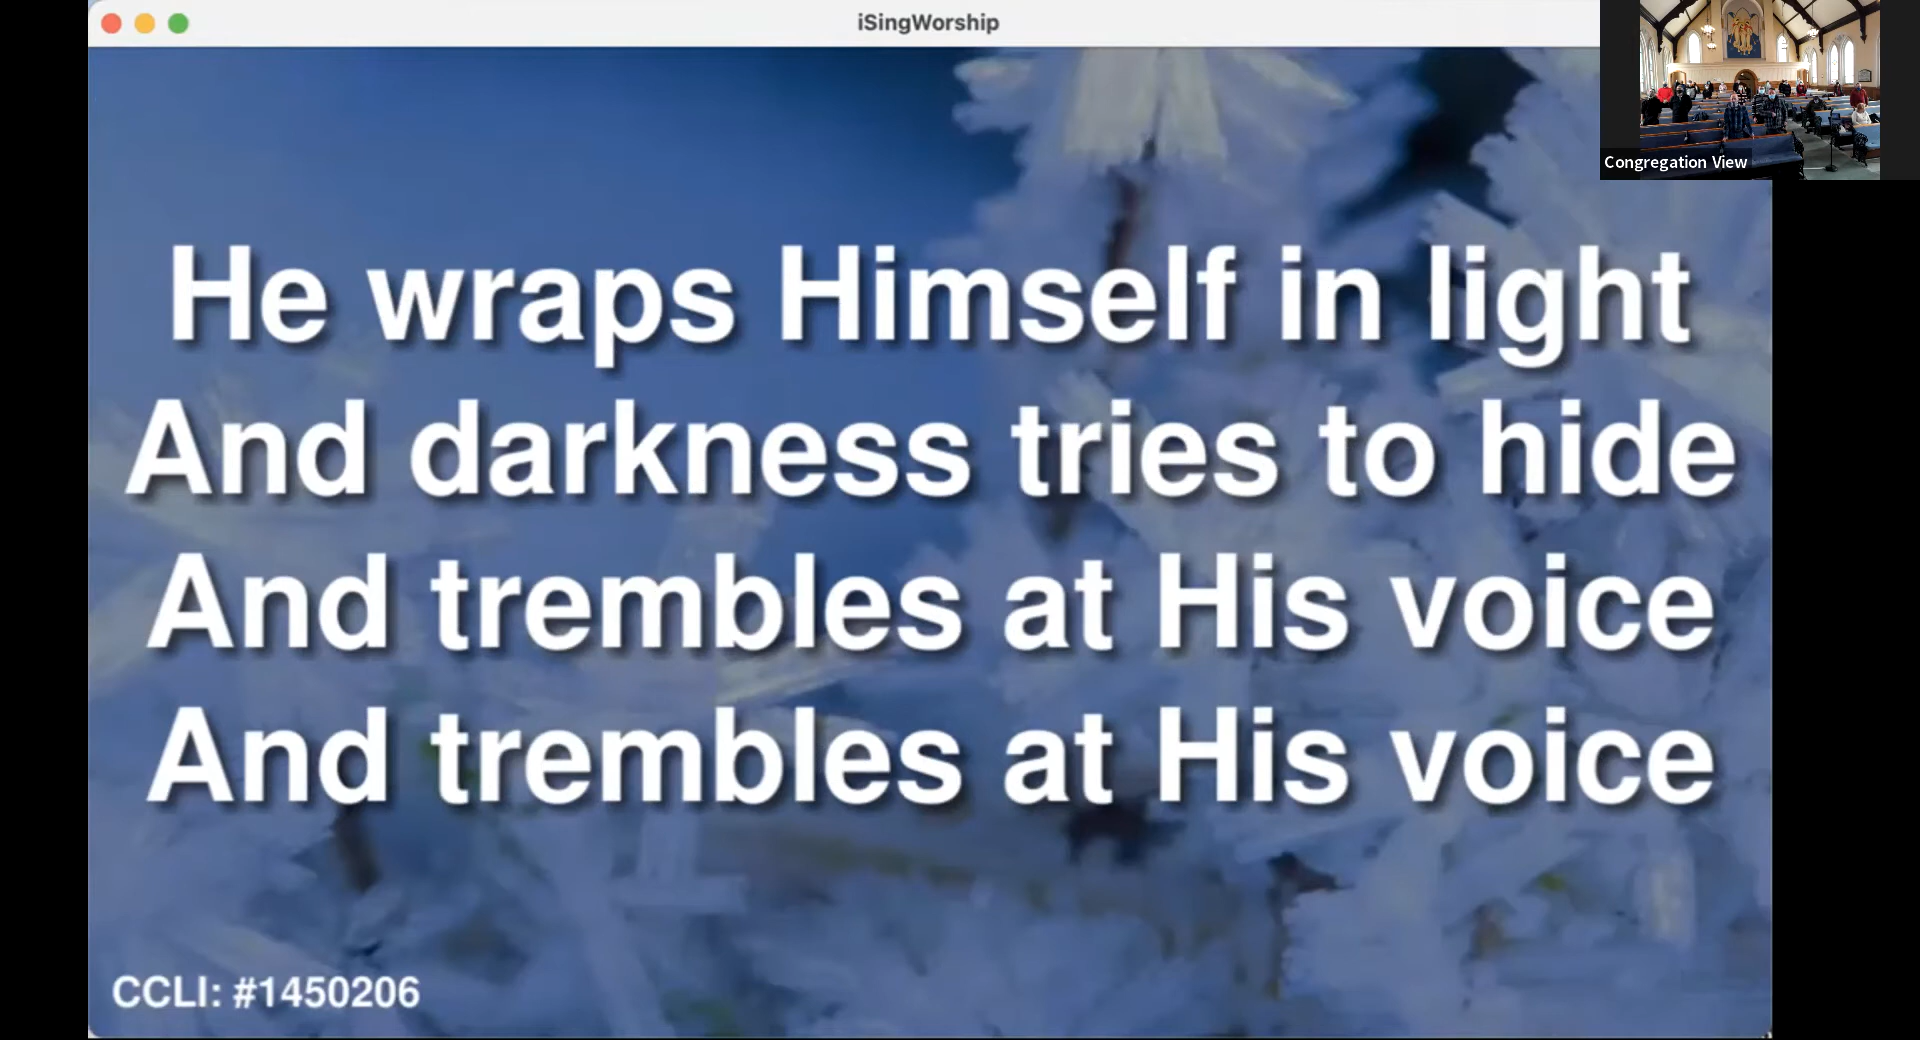 iSingWorship
Congregation View
He wraps Himself in light
And darkness tries to hide
And trembles at His voice
And trembles at His voice
CCLI: #1450206